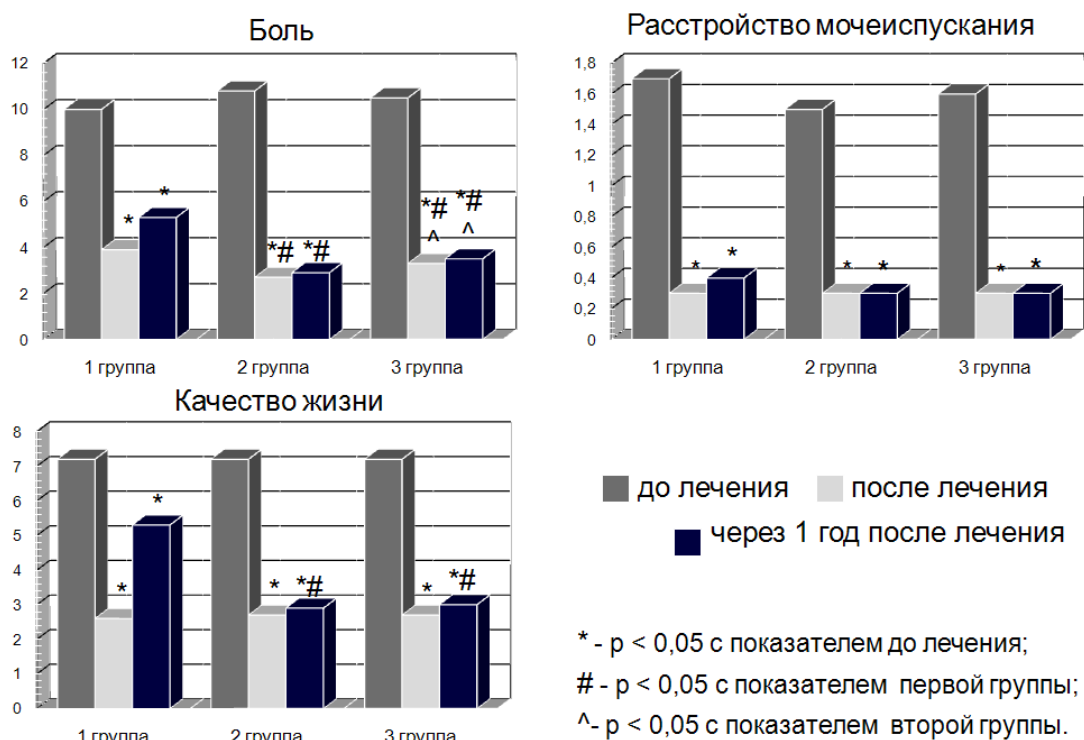 Боль
12
10
8
6
4
2
0
*
*
*#
*#
*#
^
*#
^
1 группа 2 группа 3 группа
Расстройство мочеиспускания
1,8
1,6
1,4
1,2
1
0,8
0,6
0,4
0,2
0
* * * * * *
1 группа 2 группа 3 группа
Качество жизни
8
7
6
5
4
3
2
1
0
* * * *# * *#
1 группа 2 группа 3 группа
до лечения после лечения
через 1 год после лечения
* - p < 0,05 с показателем до лечения;
# - p < 0,05 с показателем первой группы;
^- p < 0,05 с показателем второй группы.